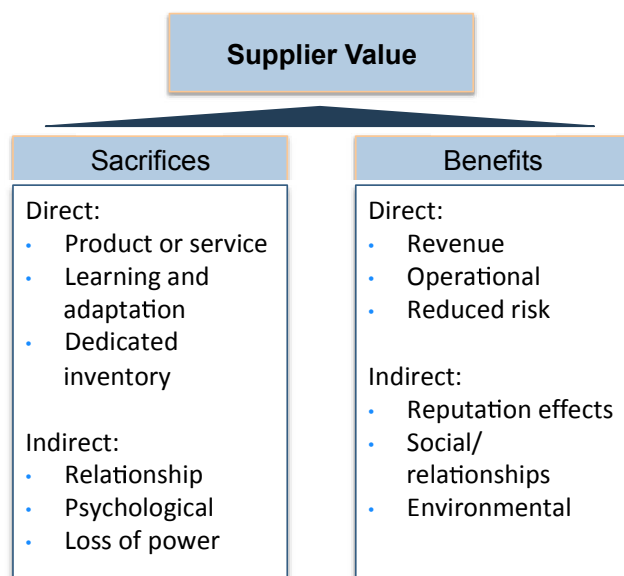 Supplier Value
Sacrifices
Direct:
• Product or service
• Learning and
adaptation
• Dedicated
inventory
Indirect:
• Relationship
• Psychological
• Loss of power
Benefits
Direct:
• Revenue
• Operational
• Reduced risk
Indirect:
• Reputation effects
• Social/
relationships
• Environmental